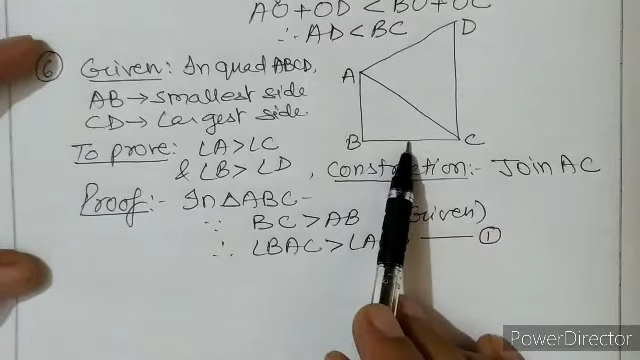 AO+OD < BO+OC
∴ AD < BC
6 Given: In quad ABCD,
AB → smallest side
CD → Largest side
To prove: ∠A > ∠C
& ∠B > ∠D, Construction:- Join AC
Proof:- In △ABC-
∵ BC > AB Given)
∴ ∠BAC > ∠A 1
A
B
C
D
PowerDirector